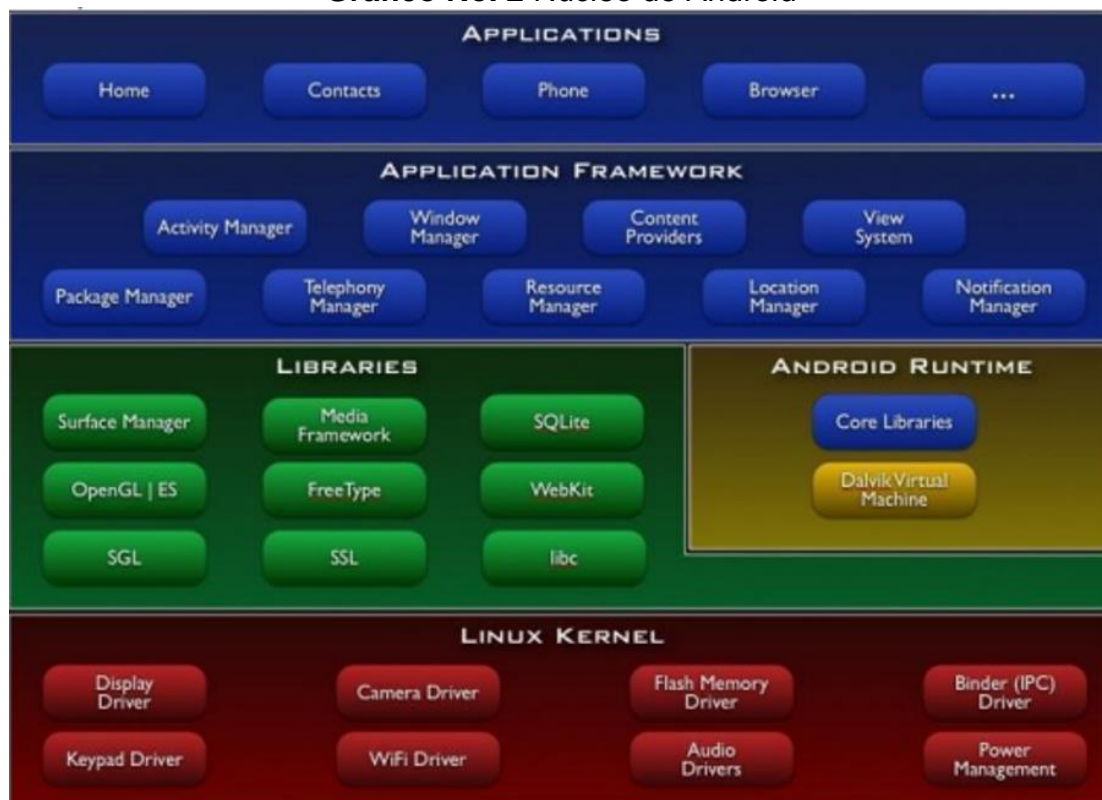 APPLICATIONS
Home
Contacts
Phone
Browser
...
APPLICATION FRAMEWORK
Activity Manager
Window
Manager
Content
Providers
View
System
Package Manager
Telephony
Manager
Resource
Manager
Location
Manager
Notification
Manager
LIBRARIES
Surface Manager
Media
Framework
SQLite
OpenGL | ES
FreeType
WebKit
SGL
SSL
libc
ANDROID RUNTIME
Core Libraries
Dalvik Virtual
Machine
LINUX KERNEL
Display
Driver
Camera Driver
Flash Memory
Driver
Binder (IPC)
Driver
Keypad Driver
WiFi Driver
Audio
Drivers
Power
Management